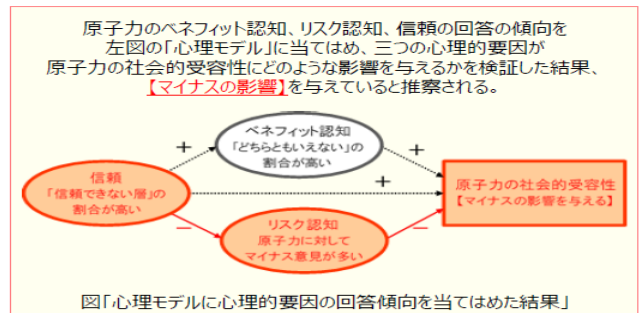 原子力のベネフィット認知、リスク認知、信頼の回答の傾向を
左図の「心理モデル」に当てはめ、三つの心理的要因が
原子力の社会的受容性にどのような影響を与えるかを検証した結果、
【マイナスの影響】を与えていると推察される。
ベネフィット認知
「どちらともいえない」の
割合が高い
+
+
信頼
「信頼できない層」の
割合が高い
+
原子力の社会的受容性
【マイナスの影響を与える】
−
−
リスク認知
原子力に対して
マイナス意見が多い
図「心理モデルに心理的要因の回答傾向を当てはめた結果」